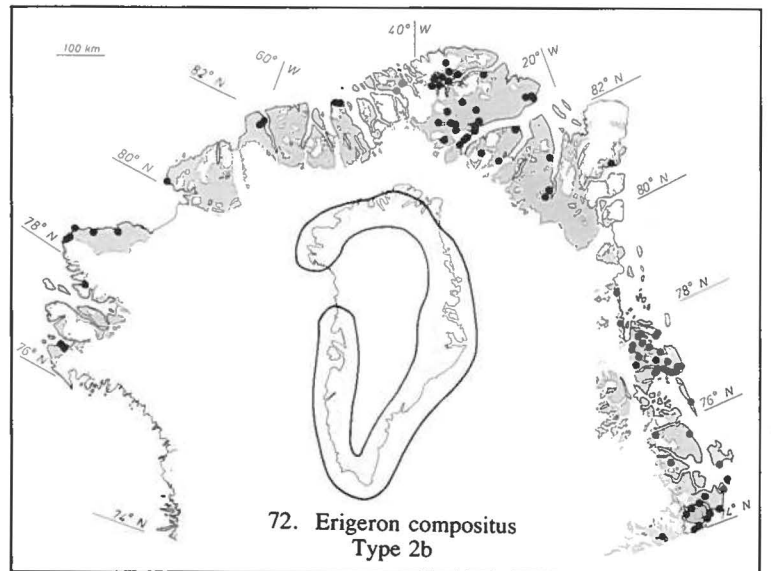 100 km
40° W
60° W
20° W
82° N
82° N
80° N
80° N
78° N
78° N
76° N
76° N
74° N
74° N
72. Erigeron compositus
Type 2b